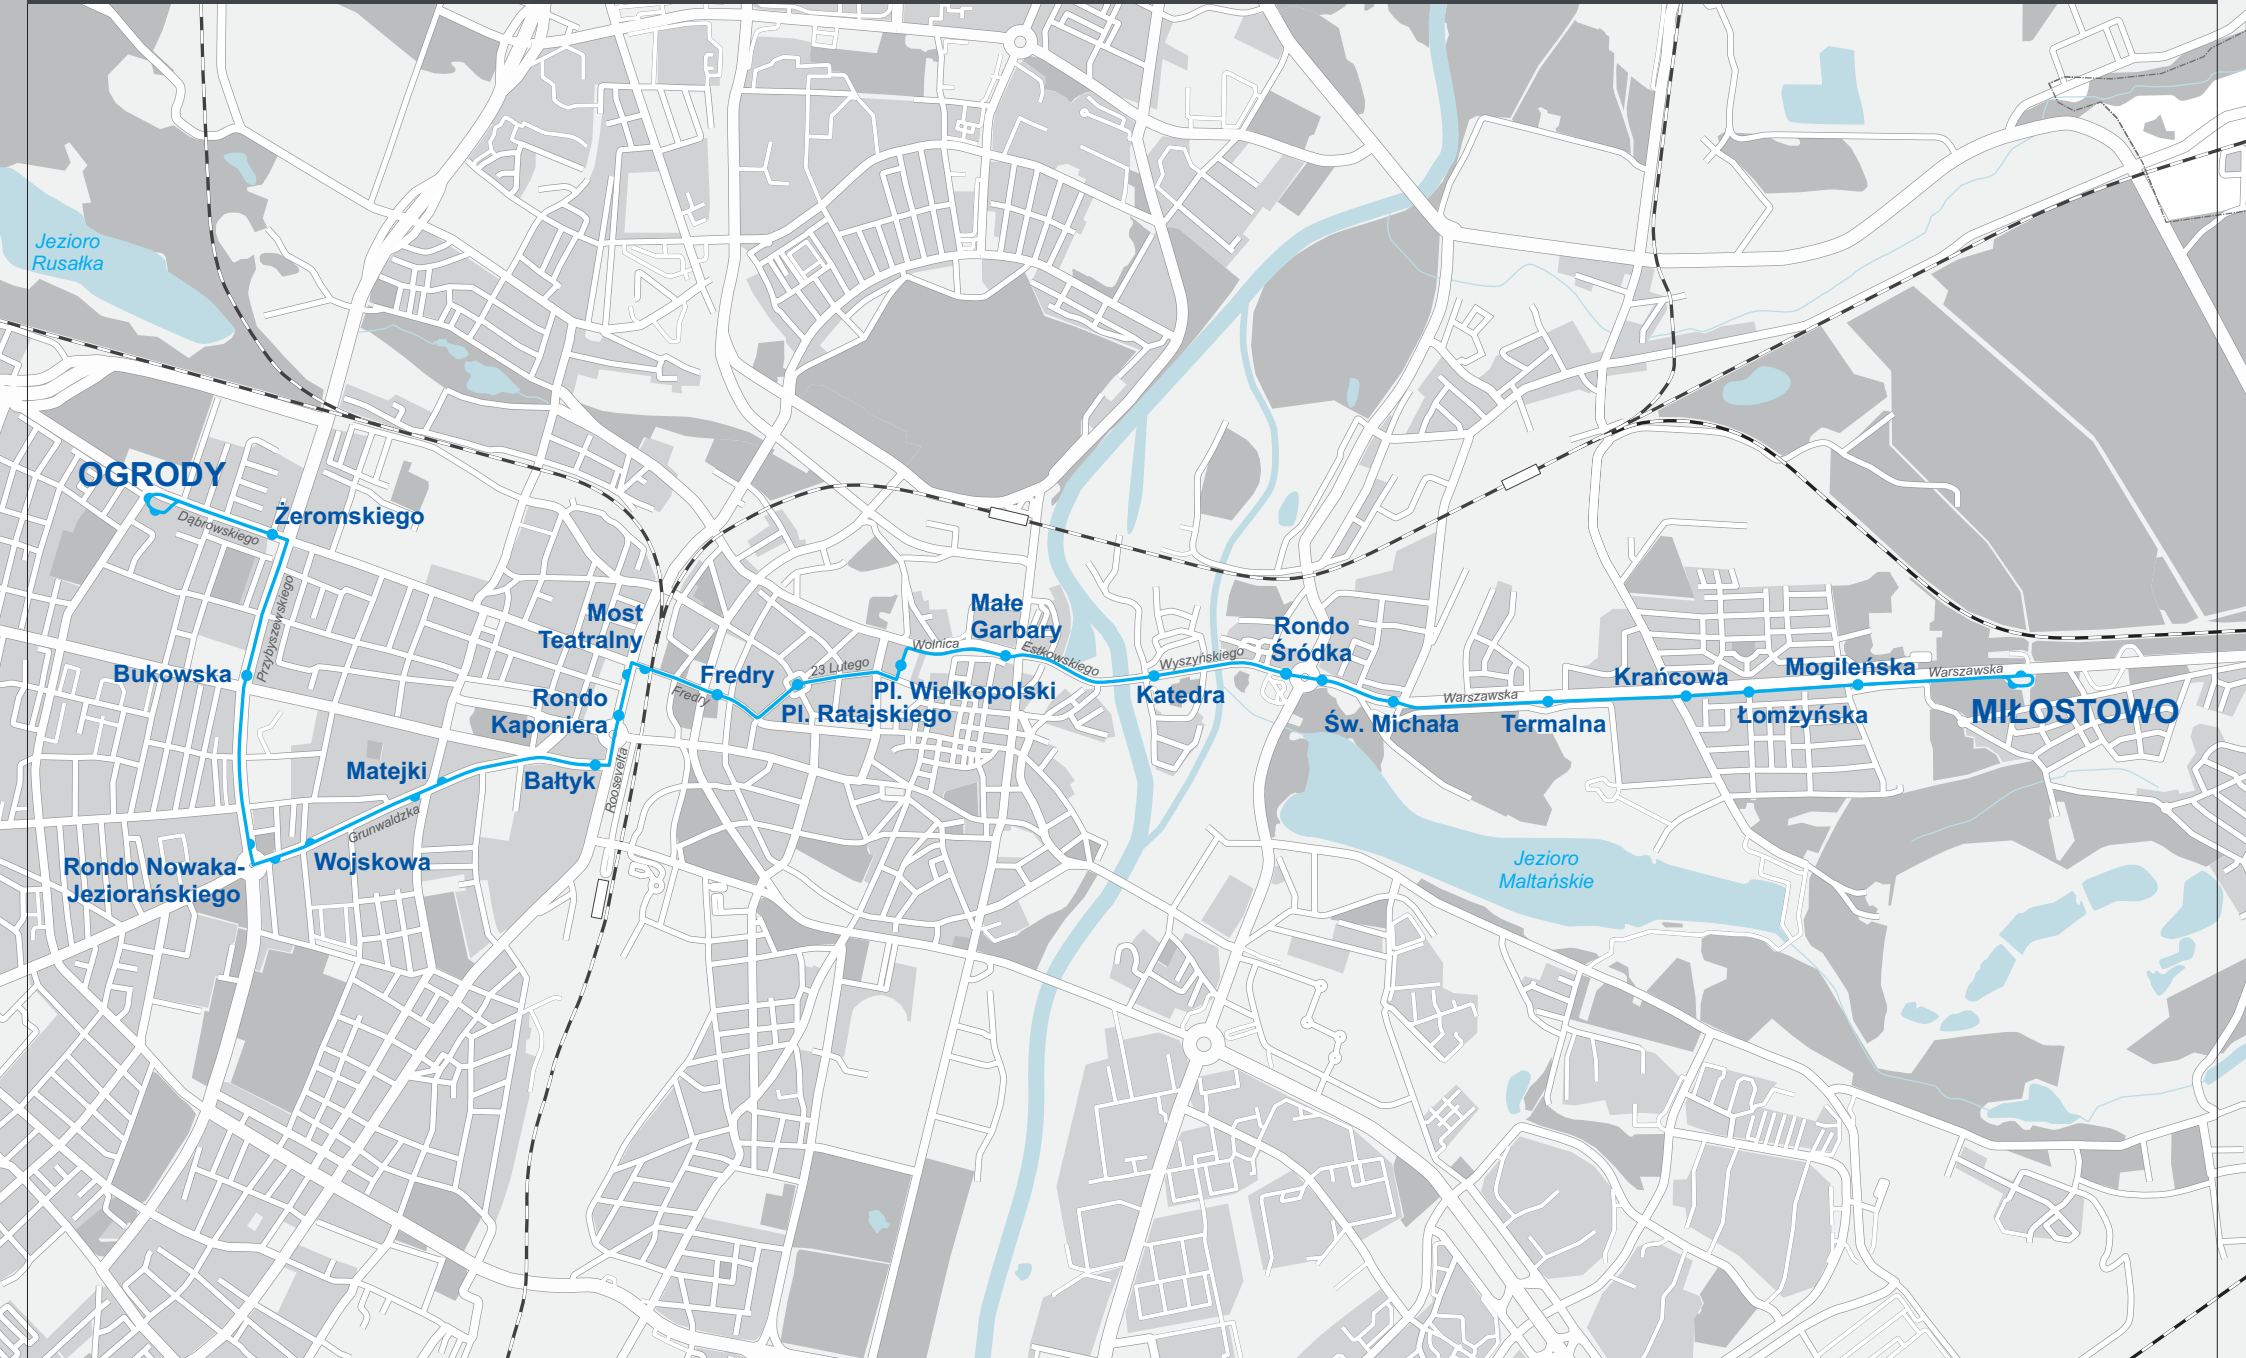 Jezioro
Rusałka
OGRODY
Dąbrowskiego
Żeromskiego
Przybyszewskiego
Bukowska
Rondo Nowaka-
Jeziorańskiego
Wojskowa
Grunwaldzka
Matejki
Bałtyk
Roosevelta
Rondo
Kaponiera
Most
Teatralny
Fredry
Fredry
23 Lutego
Pl. Ratajskiego
Pl. Wielkopolski
Wolnica
Małe
Garbary
Estkowskiego
Wyszyńskiego
Katedra
Rondo
Śródka
Św. Michała
Warszawska
Termalna
Krańcowa
Łomżyńska
Mogileńska
Warszawska
MIŁOSTOWO
Jezioro
Maltańskie